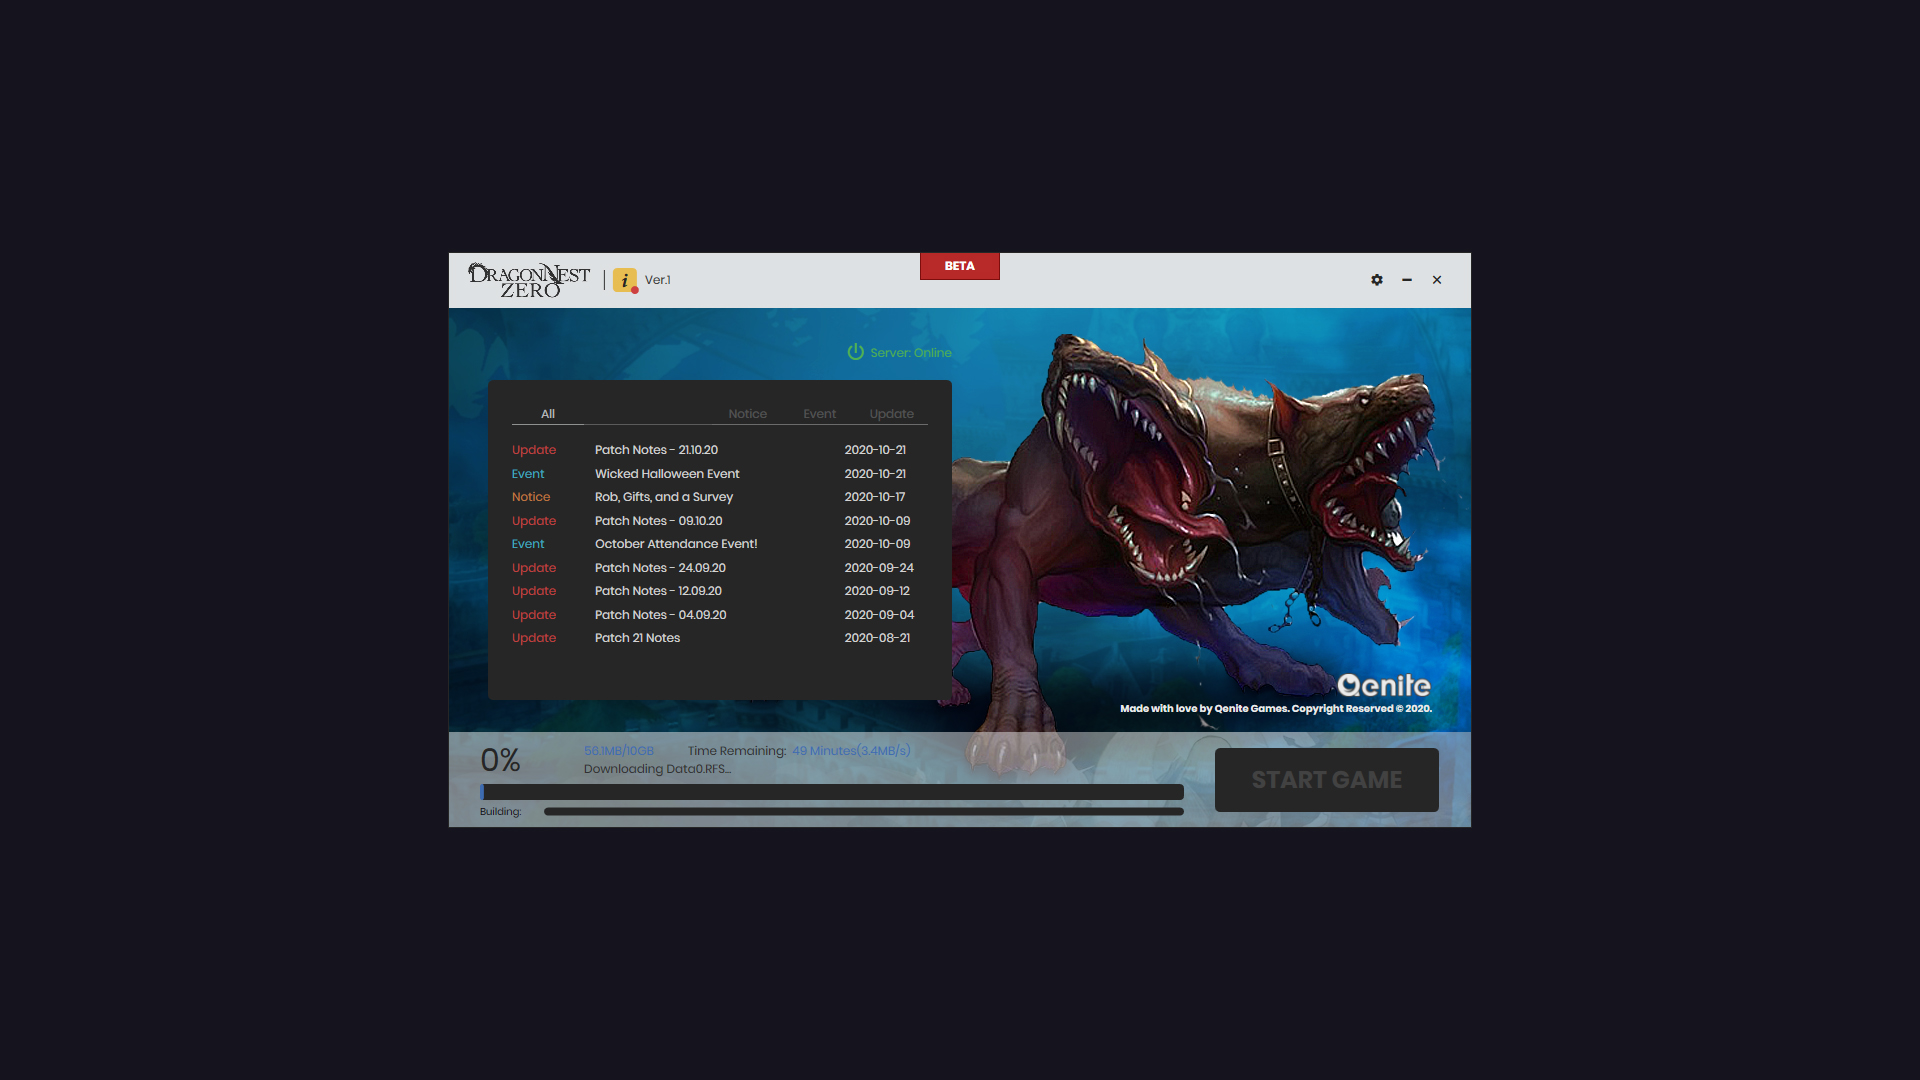 DRAGONNEST
ZERO
i
Ver.1
BETA
Server: Online
All Notice Event Update
Update Patch Notes - 21.10.20 2020-10-21
Event Wicked Halloween Event 2020-10-21
Notice Rob, Gifts, and a Survey 2020-10-17
Update Patch Notes - 09.10.20 2020-10-09
Event October Attendance Event! 2020-10-09
Update Patch Notes - 24.09.20 2020-09-24
Update Patch Notes - 12.09.20 2020-09-12
Update Patch Notes - 04.09.20 2020-09-04
Update Patch 21 Notes 2020-08-21
Qenite
Made with love by Qenite Games. Copyright Reserved © 2020.
0%
56.1MB/10GB Time Remaining: 49 Minutes(3.4MB/s)
Downloading Data0.RFS...
Building:
START GAME